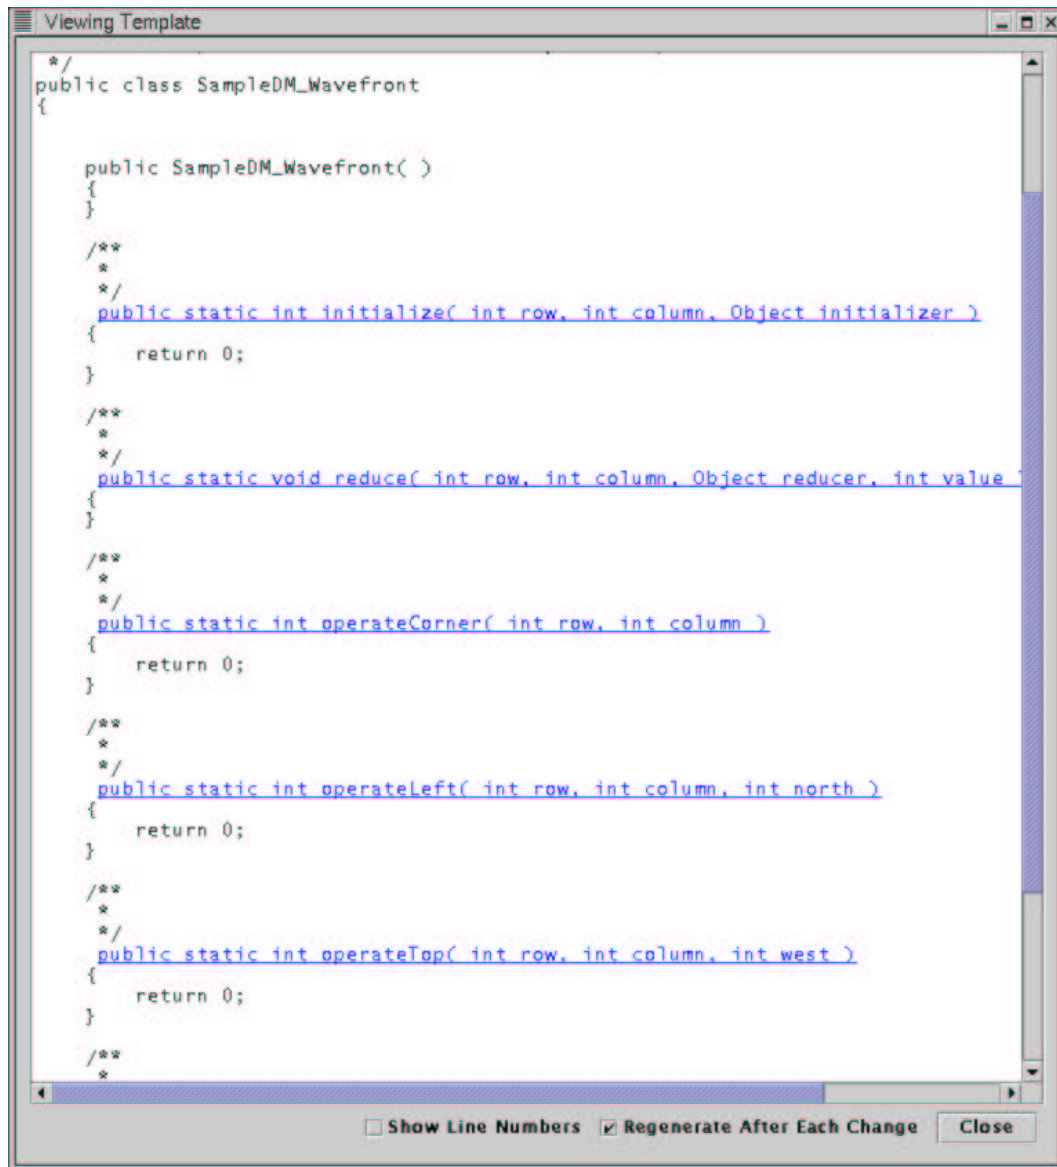 Viewing Template
*/
public class SampleDM_Wavefront
{
public SampleDM_Wavefront( )
{
}
/**
*
*/
public static int initialize( int row, int column, Object initializer )
{
return 0;
}
/**
*
*/
public static void reduce( int row, int column, Object reducer, int value )
{
}
/**
*
*/
public static int operateCorner( int row, int column )
{
return 0;
}
/**
*
*/
public static int operateLeft( int row, int column, int north )
{
return 0;
}
/**
*
*/
public static int operateTop( int row, int column, int west )
{
return 0;
}
/**
*
Show Line Numbers Regenerate After Each Change Close